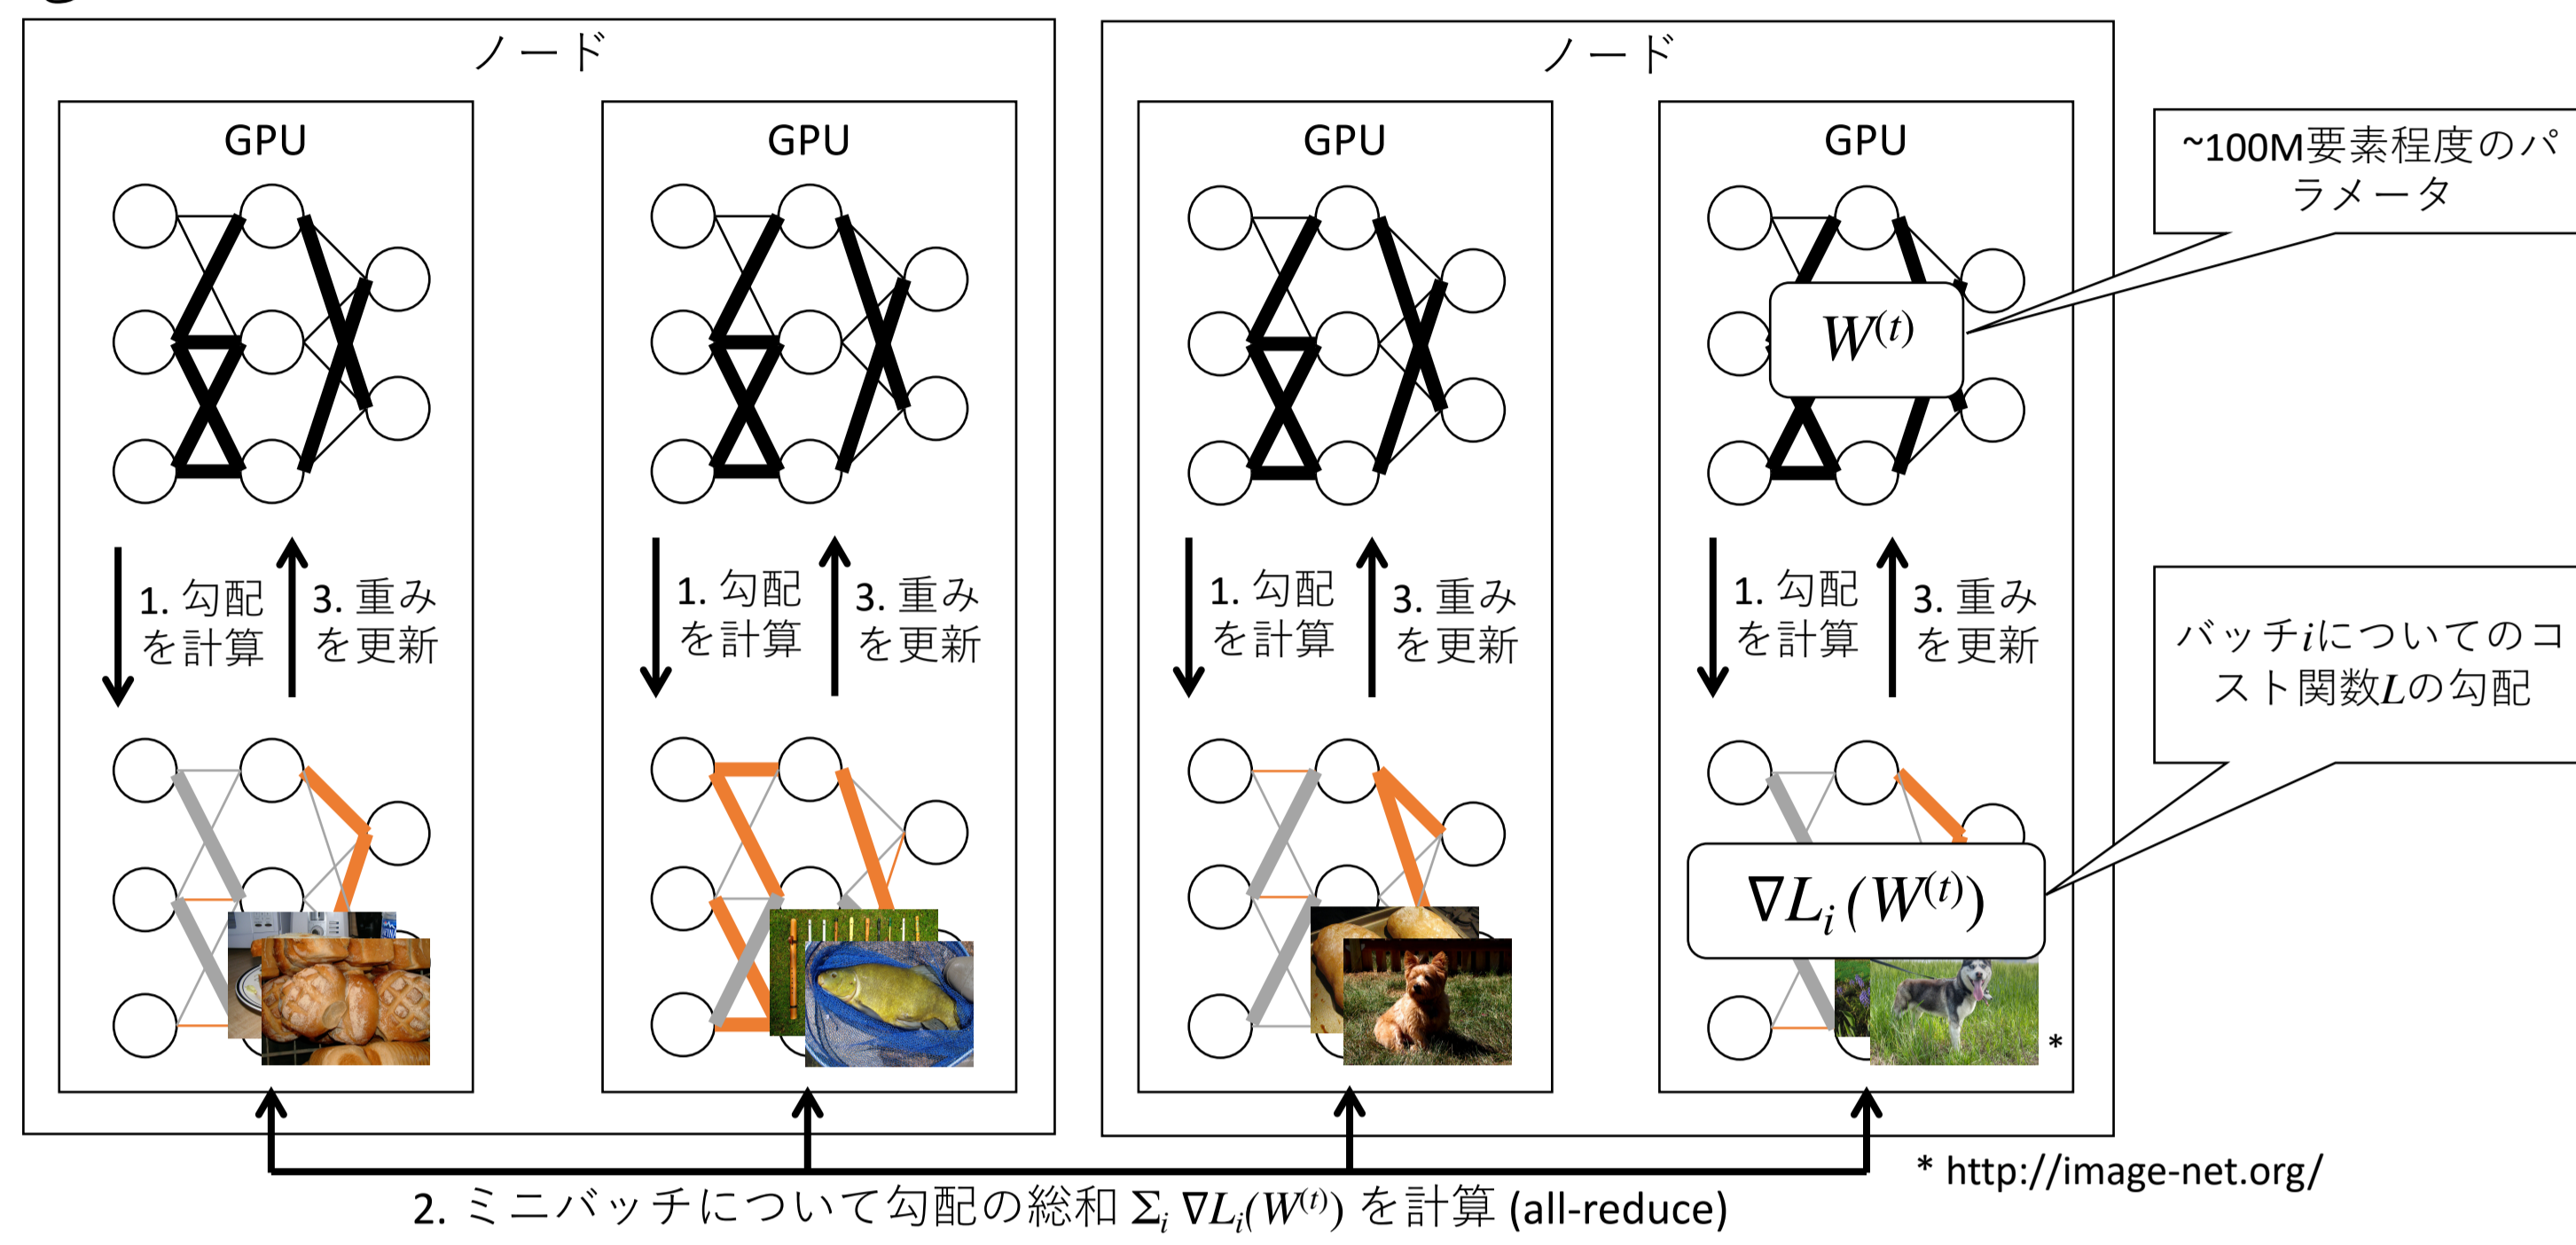 ノード
ノード
GPU
GPU
GPU
GPU
~100M要素程度のパ
ラメータ
W(t)
1. 勾配
を計算
3. 重み
を更新
1. 勾配
を計算
3. 重み
を更新
1. 勾配
を計算
3. 重み
を更新
1. 勾配
を計算
3. 重み
を更新
バッチiについてのコ
スト関数Lの勾配
∇Li (W(t))
*
* http://image-net.org/
2. ミニバッチについて勾配の総和 Σi ∇Li(W(t)) を計算 (all-reduce)